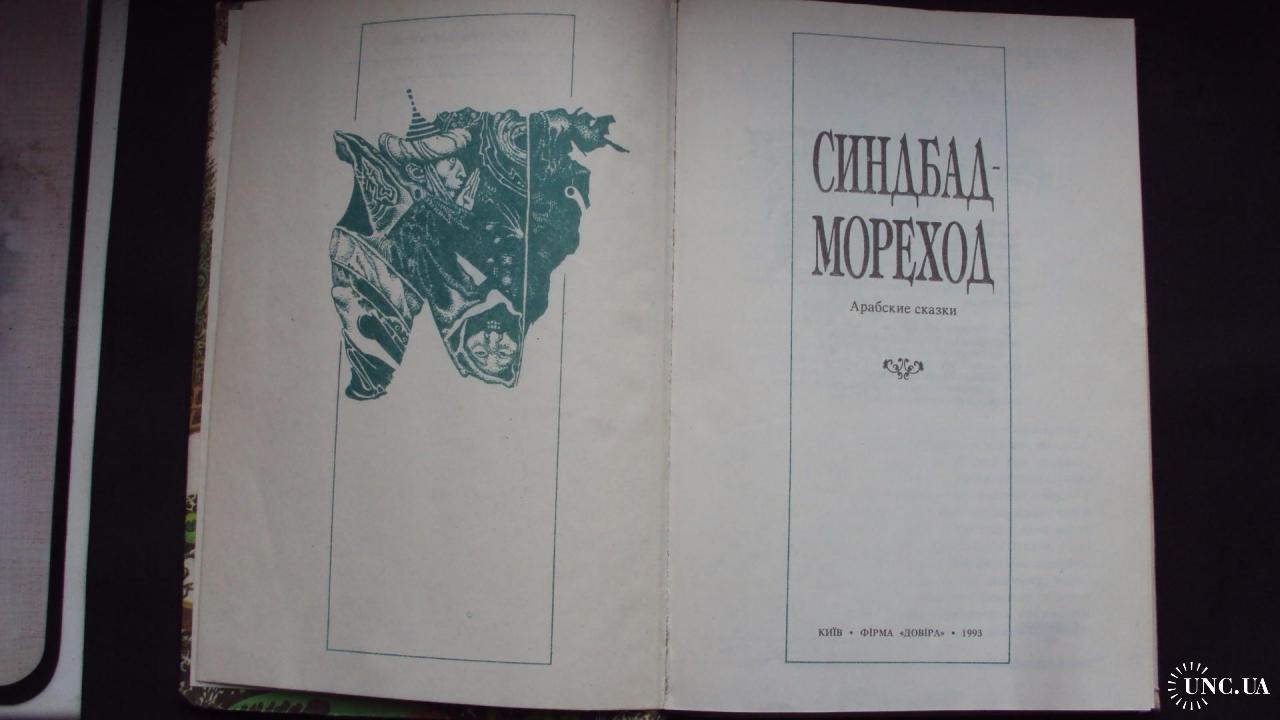 СИНДБАД-
МОРЕХОД
Арабские сказки
КИЇВ • ФІРМА «ДОВІРА» • 1993
UNC.UA